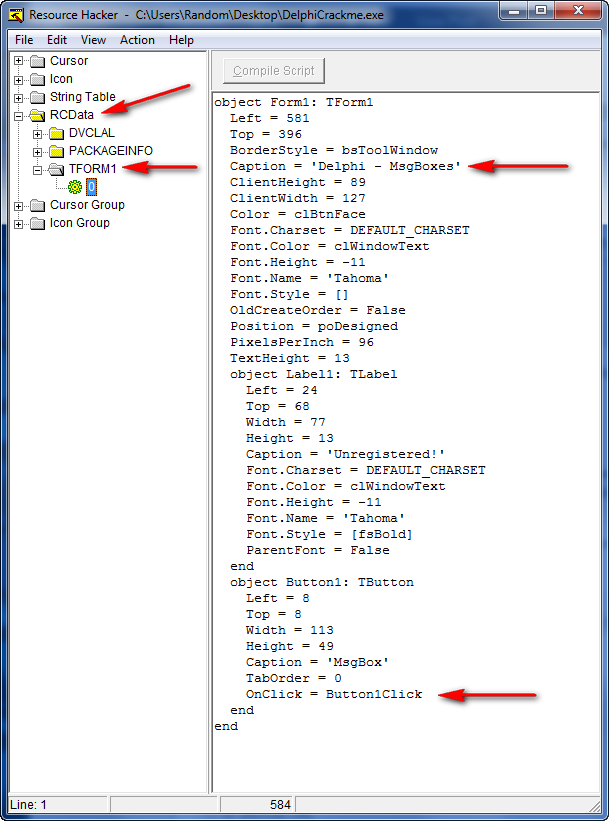 Resource Hacker - C:\Users\Random\Desktop\DelphiCrackme.exe
File Edit View Action Help
Cursor
Icon
String Table
RCData
DVCLAL
PACKAGEINFO
TFORM1
0
Cursor Group
Icon Group
Compile Script
object Form1: TForm1
  Left = 581
  Top = 396
  BorderStyle = bsToolWindow
  Caption = 'Delphi - MsgBoxes'
  ClientHeight = 89
  ClientWidth = 127
  Color = clBtnFace
  Font.Charset = DEFAULT_CHARSET
  Font.Color = clWindowText
  Font.Height = -11
  Font.Name = 'Tahoma'
  Font.Style = []
  OldCreateOrder = False
  Position = poDesigned
  PixelsPerInch = 96
  TextHeight = 13
  object Label1: TLabel
    Left = 24
    Top = 68
    Width = 77
    Height = 13
    Caption = 'Unregistered!'
    Font.Charset = DEFAULT_CHARSET
    Font.Color = clWindowText
    Font.Height = -11
    Font.Name = 'Tahoma'
    Font.Style = [fsBold]
    ParentFont = False
  end
  object Button1: TButton
    Left = 8
    Top = 8
    Width = 113
    Height = 49
    Caption = 'MsgBox'
    TabOrder = 0
    OnClick = Button1Click
  end
end
Line: 1
584